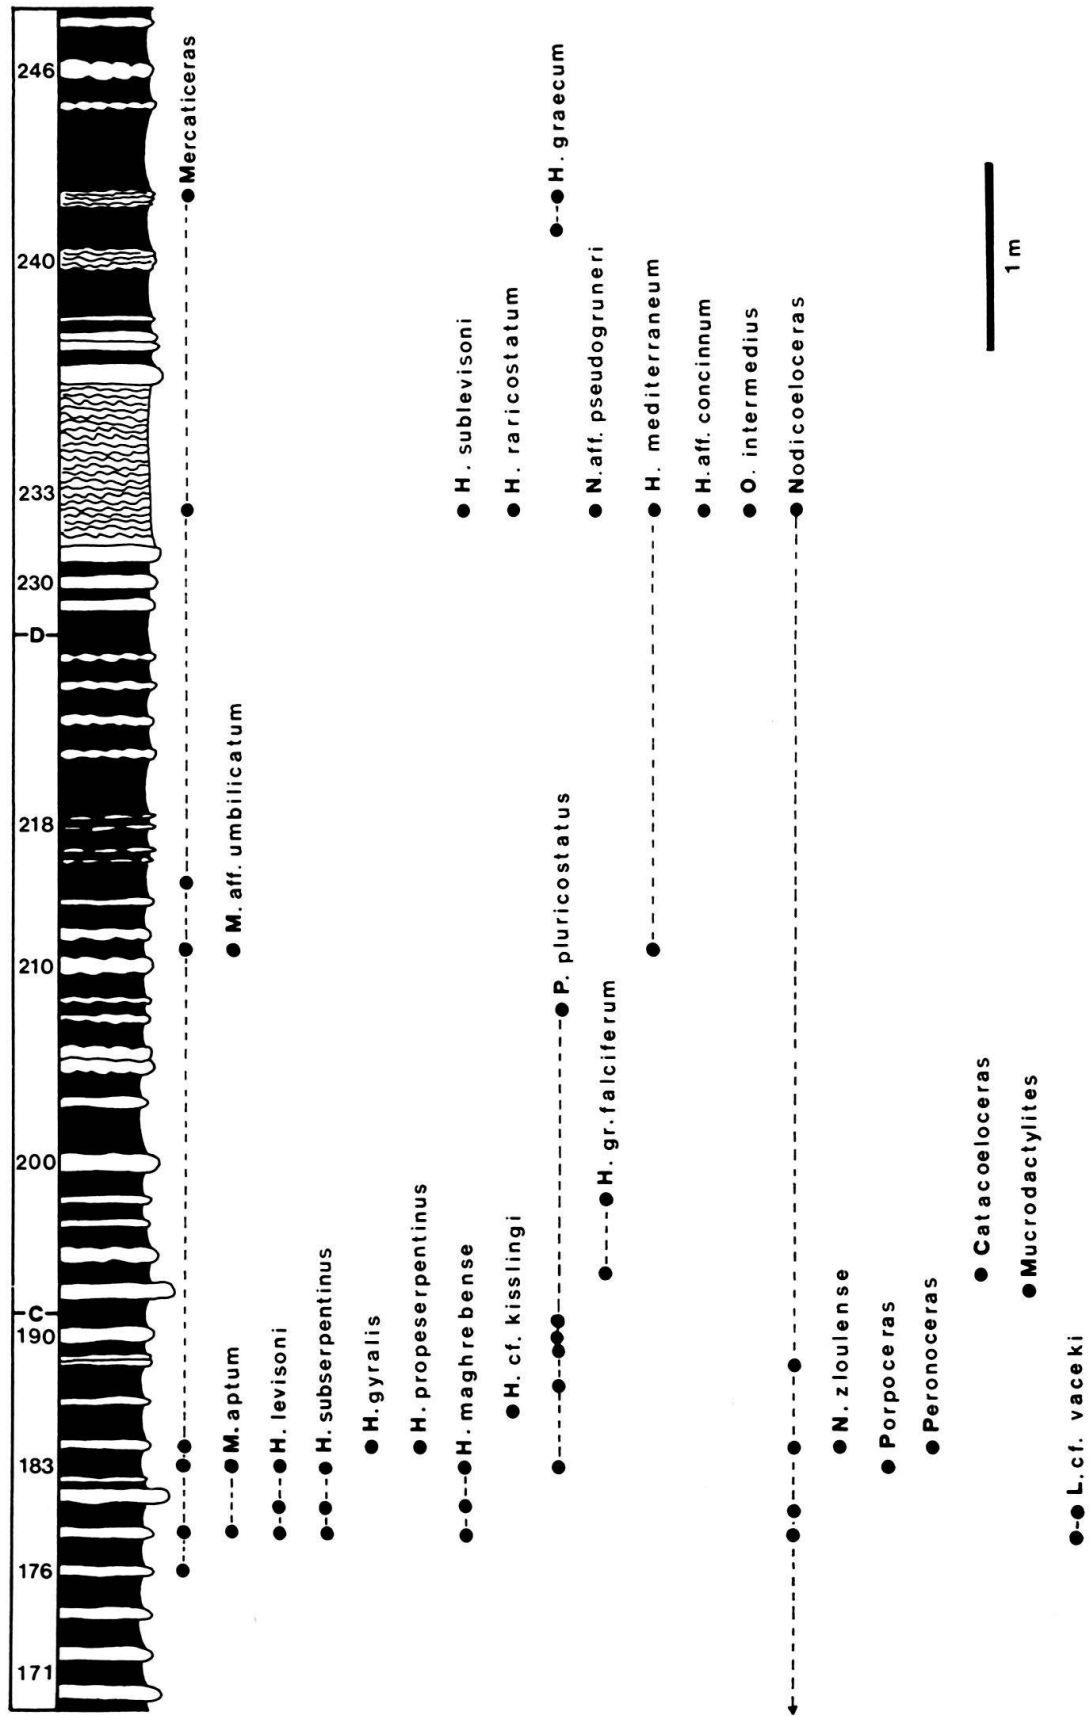 246
240
233
230
D
218
210
200
C
190
183
176
171
Mercaticeras
M. aff. umbilicatum
M. aptum
H. levisoni
H. subserpentinus
H. gyralis
H. propeserpentinus
H. maghrebense
H. sublevisoni
H. cf. kisslingi
H. raricostatum
P. pluricostatus
H. graecum
N. aff. pseudogruneri
H. gr. falciferum
H. mediterraneum
H. aff. concinnum
O. intermedius
Nodicoeloceras
N. zloulense
Porpoceras
Peronoceras
Catacoeloceras
Mucrodactylites
L. cf. vaceki
1 m